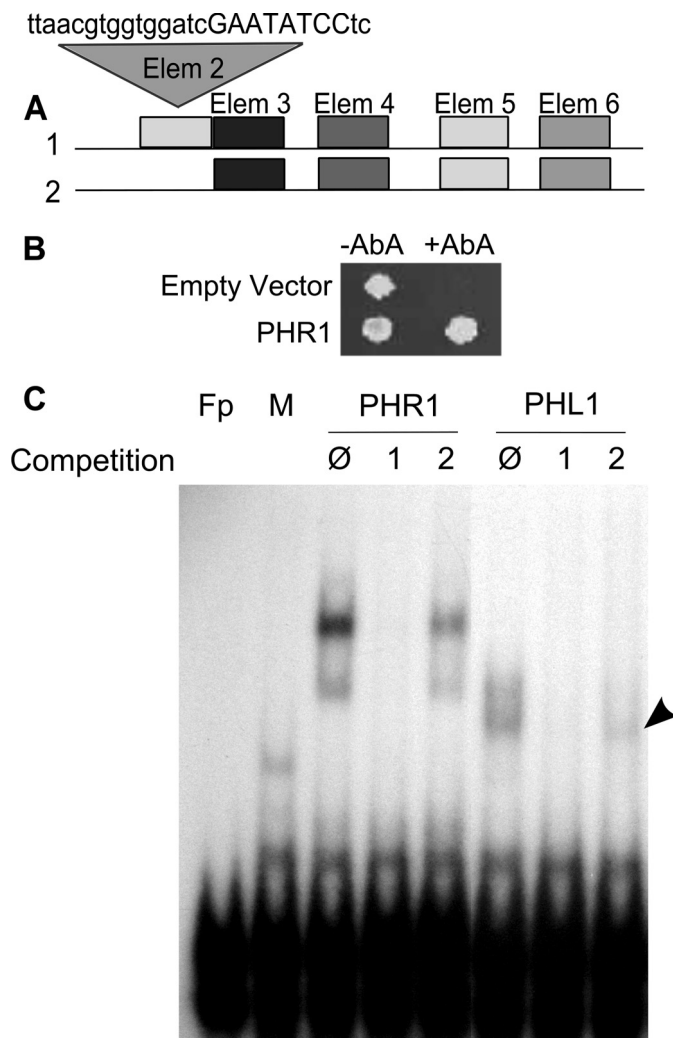 ttaacgtggtggatcGAATATCCtc
Elem 2
A Elem 3 Elem 4 Elem 5 Elem 6
1
2
B -AbA +AbA
Empty Vector
PHR1
C Fp M PHR1 PHL1
Competition Ø 1 2 Ø 1 2